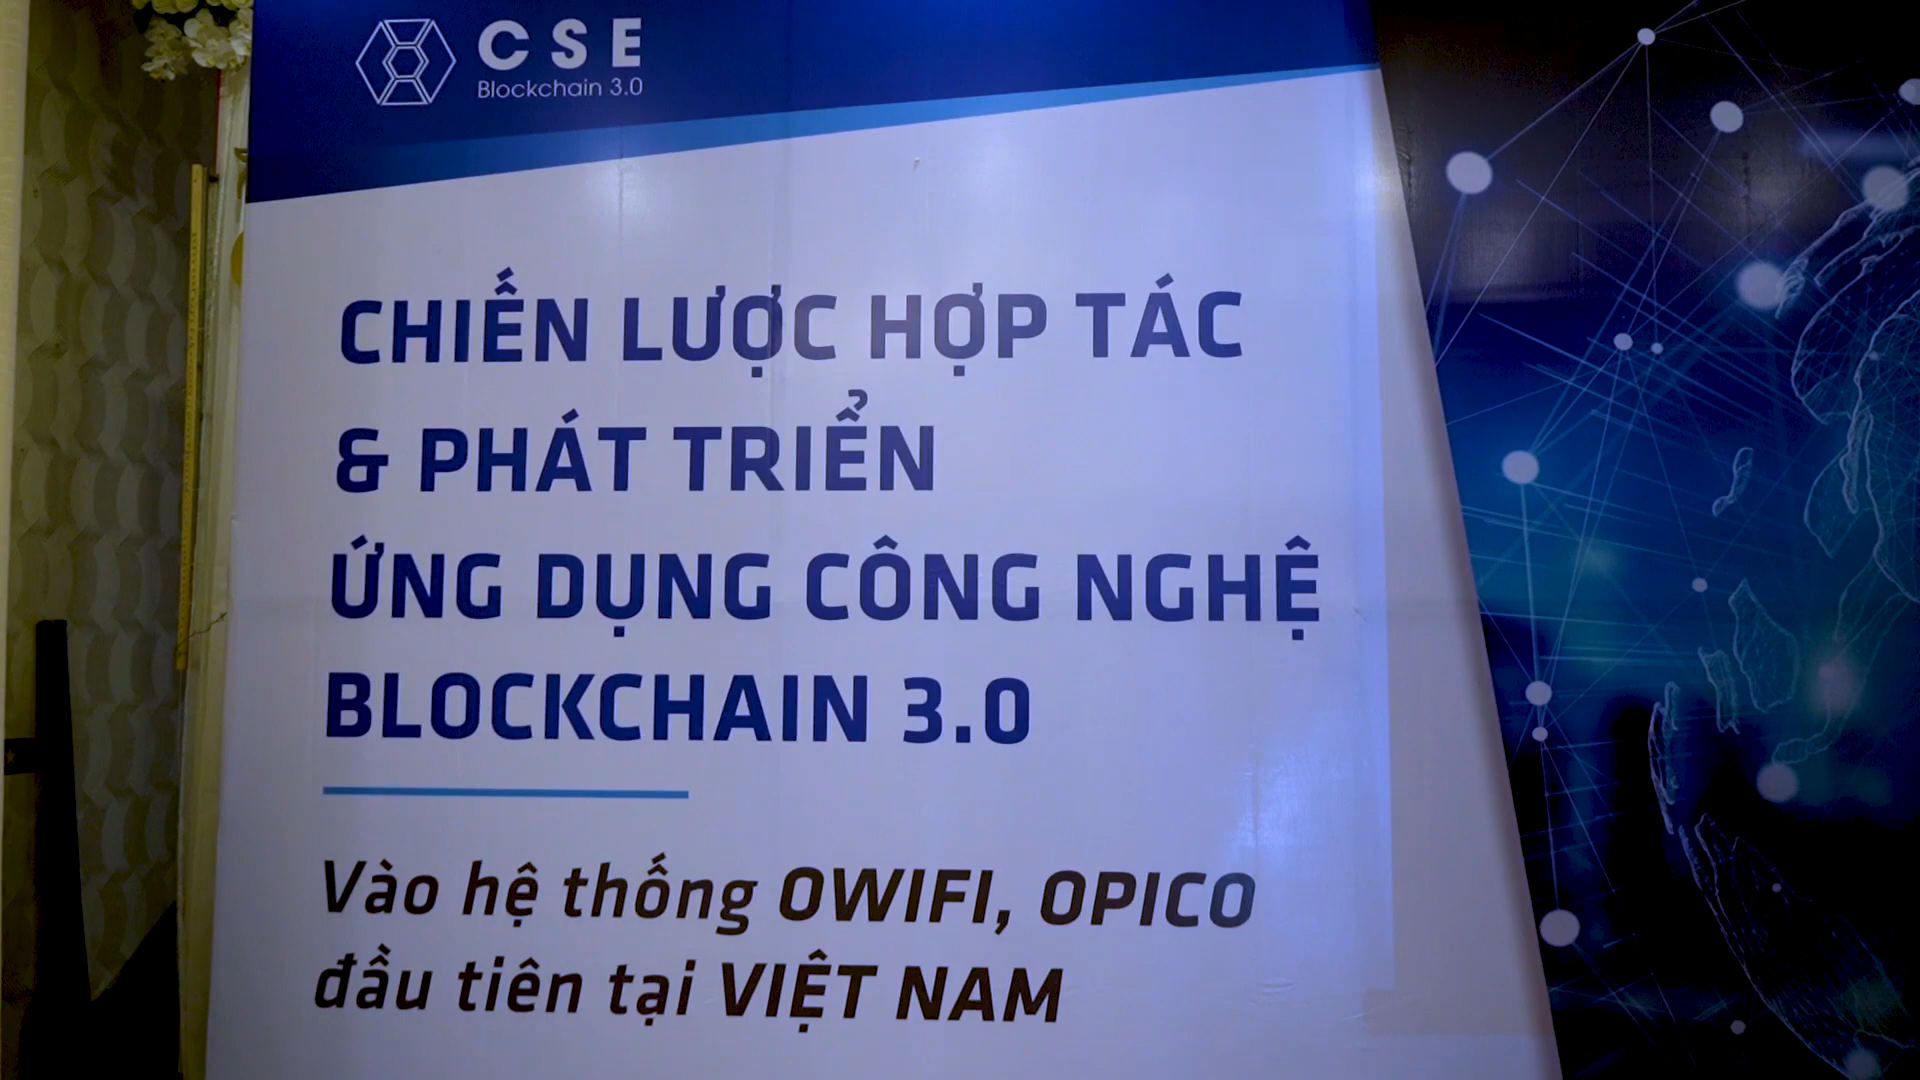 CSE
Blockchain 3.0
CHIẾN LƯỢC HỢP TÁC
& PHÁT TRIỂN
ỨNG DỤNG CÔNG NGHỆ
BLOCKCHAIN 3.0
Vào hệ thống OWIFI, OPICO
đầu tiên tại VIỆT NAM